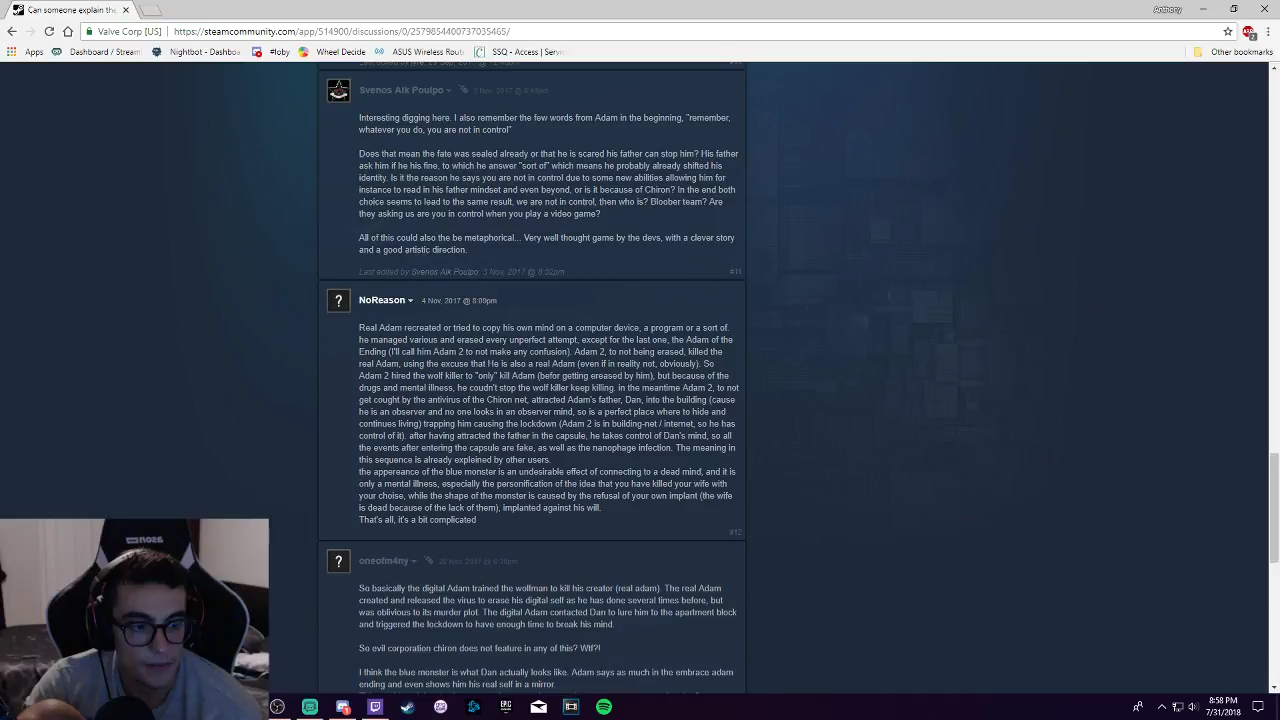 Can someone explain the
Anthony
Valve Corp [US]
https://steamcommunity.com/app/514900/discussions/0/2579854400737035465/
Apps
Dashboard / Stream
Nightbot - Dashboa
#loby
Wheel Decide
ASUS Wireless Route
SSQ - Access | Serve
Other bookmarks
Svenos Alk Poulpo
3 Nov, 2017 @ 8:48pm
Interesting digging here. I also remember the few words from Adam in the beginning, "remember,
whatever you do, you are not in control"
Does that mean the fate was sealed already or that he is scared his father can stop him? His father
ask him if he his fine, to which he answer "sort of" which means he probably already shifted his
identity. Is it the reason he says you are not in control due to some new abilities allowing him for
instance to read in his father mindset and even beyond, or is it because of Chiron? In the end both
choice seems to lead to the same result, we are not in control, then who is? Bloober team? Are
they asking us are you in control when you play a video game?
All of this could also the be metaphorical... Very well thought game by the devs, with a clever story
and a good artistic direction.
Last edited by Svenos Alk Poulpo; 3 Nov, 2017 @ 8:52pm
#11
NoReason
4 Nov, 2017 @ 8:09pm
Real Adam recreated or tried to copy his own mind on a computer device, a program or a sort of.
he managed various and erased every unperfect attempt, except for the last one, the Adam of the
Ending (I'll call him Adam 2 to not make any confusion). Adam 2, to not being erased, killed the
real Adam, using the excuse that He is also a real Adam (even if in reality not, obviously). So
Adam 2 hired the wolf killer to "only" kill Adam (befor getting ereased by him), but because of the
drugs and mental illness, he coudn't stop the wolf killer keep killing, in the meantime Adam 2, to not
get cought by the antivirus of the Chiron net, attracted Adam's father, Dan, into the building (cause
he is an observer and no one looks in an observer mind, so is a perfect place where to hide and
continues living) trapping him causing the lockdown (Adam 2 is in building-net / internet, so he has
control of it). after having attracted the father in the capsule, he takes control of Dan's mind, so all
the events after entering the capsule are fake, as well as the nanophage infection. The meaning in
this sequence is already expleined by other users.
the appereance of the blue monster is an undesirable effect of connecting to a dead mind, and it is
only a mental illness, especially the personification of the idea that you have killed your wife with
your choise, while the shape of the monster is caused by the refusal of your own implant (the wife
is dead because of the lack of them), implanted against his will.
That's all, it's a bit complicated
#12
oneofm4ny
28 Nov, 2017 @ 6:38pm
So basically the digital Adam trained the wolfman to kill his creator (real adam). The real Adam
created and released the virus to erase his digital self as he has done several times before, but
was oblivious to its murder plot. The digital Adam contacted Dan to lure him to the apartment block
and triggered the lockdown to have enough time to break his mind.
So evil corporation chiron does not feature in any of this? Wtf?!
I think the blue monster is what Dan actually looks like. Adam says as much in the embrace adam
ending and even shows him his real self in a mirror.
8:58 PM
7/31/2018